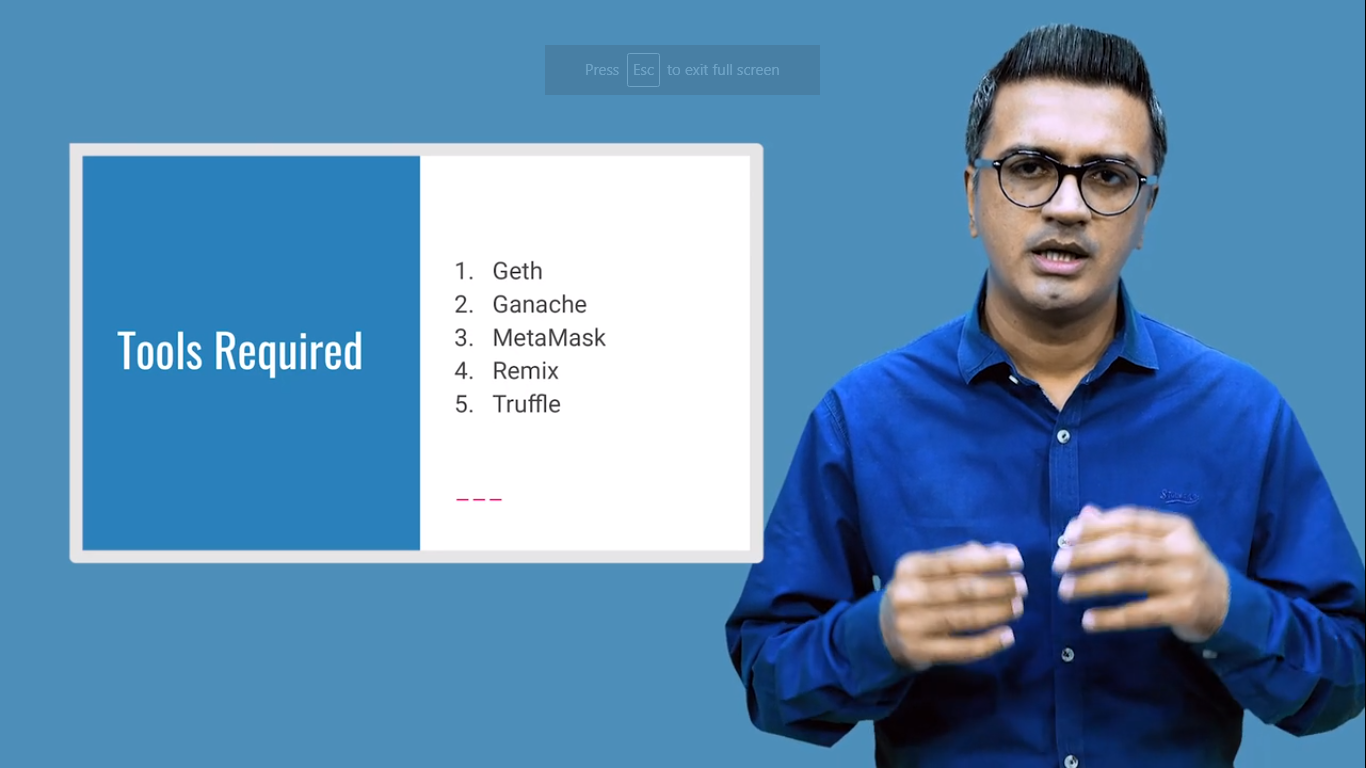 Press Esc to exit full screen
Tools Required
1. Geth
2. Ganache
3. MetaMask
4. Remix
5. Truffle